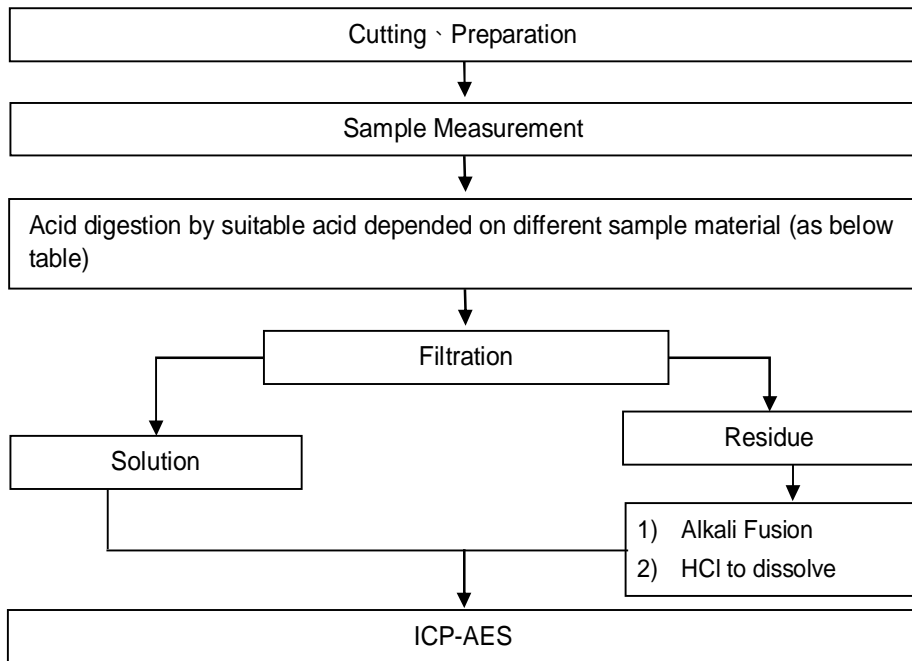 Cutting、Preparation
Sample Measurement
Acid digestion by suitable acid depended on different sample material (as below
table)
Filtration
Solution
Residue
1) Alkali Fusion
2) HCl to dissolve
ICP-AES